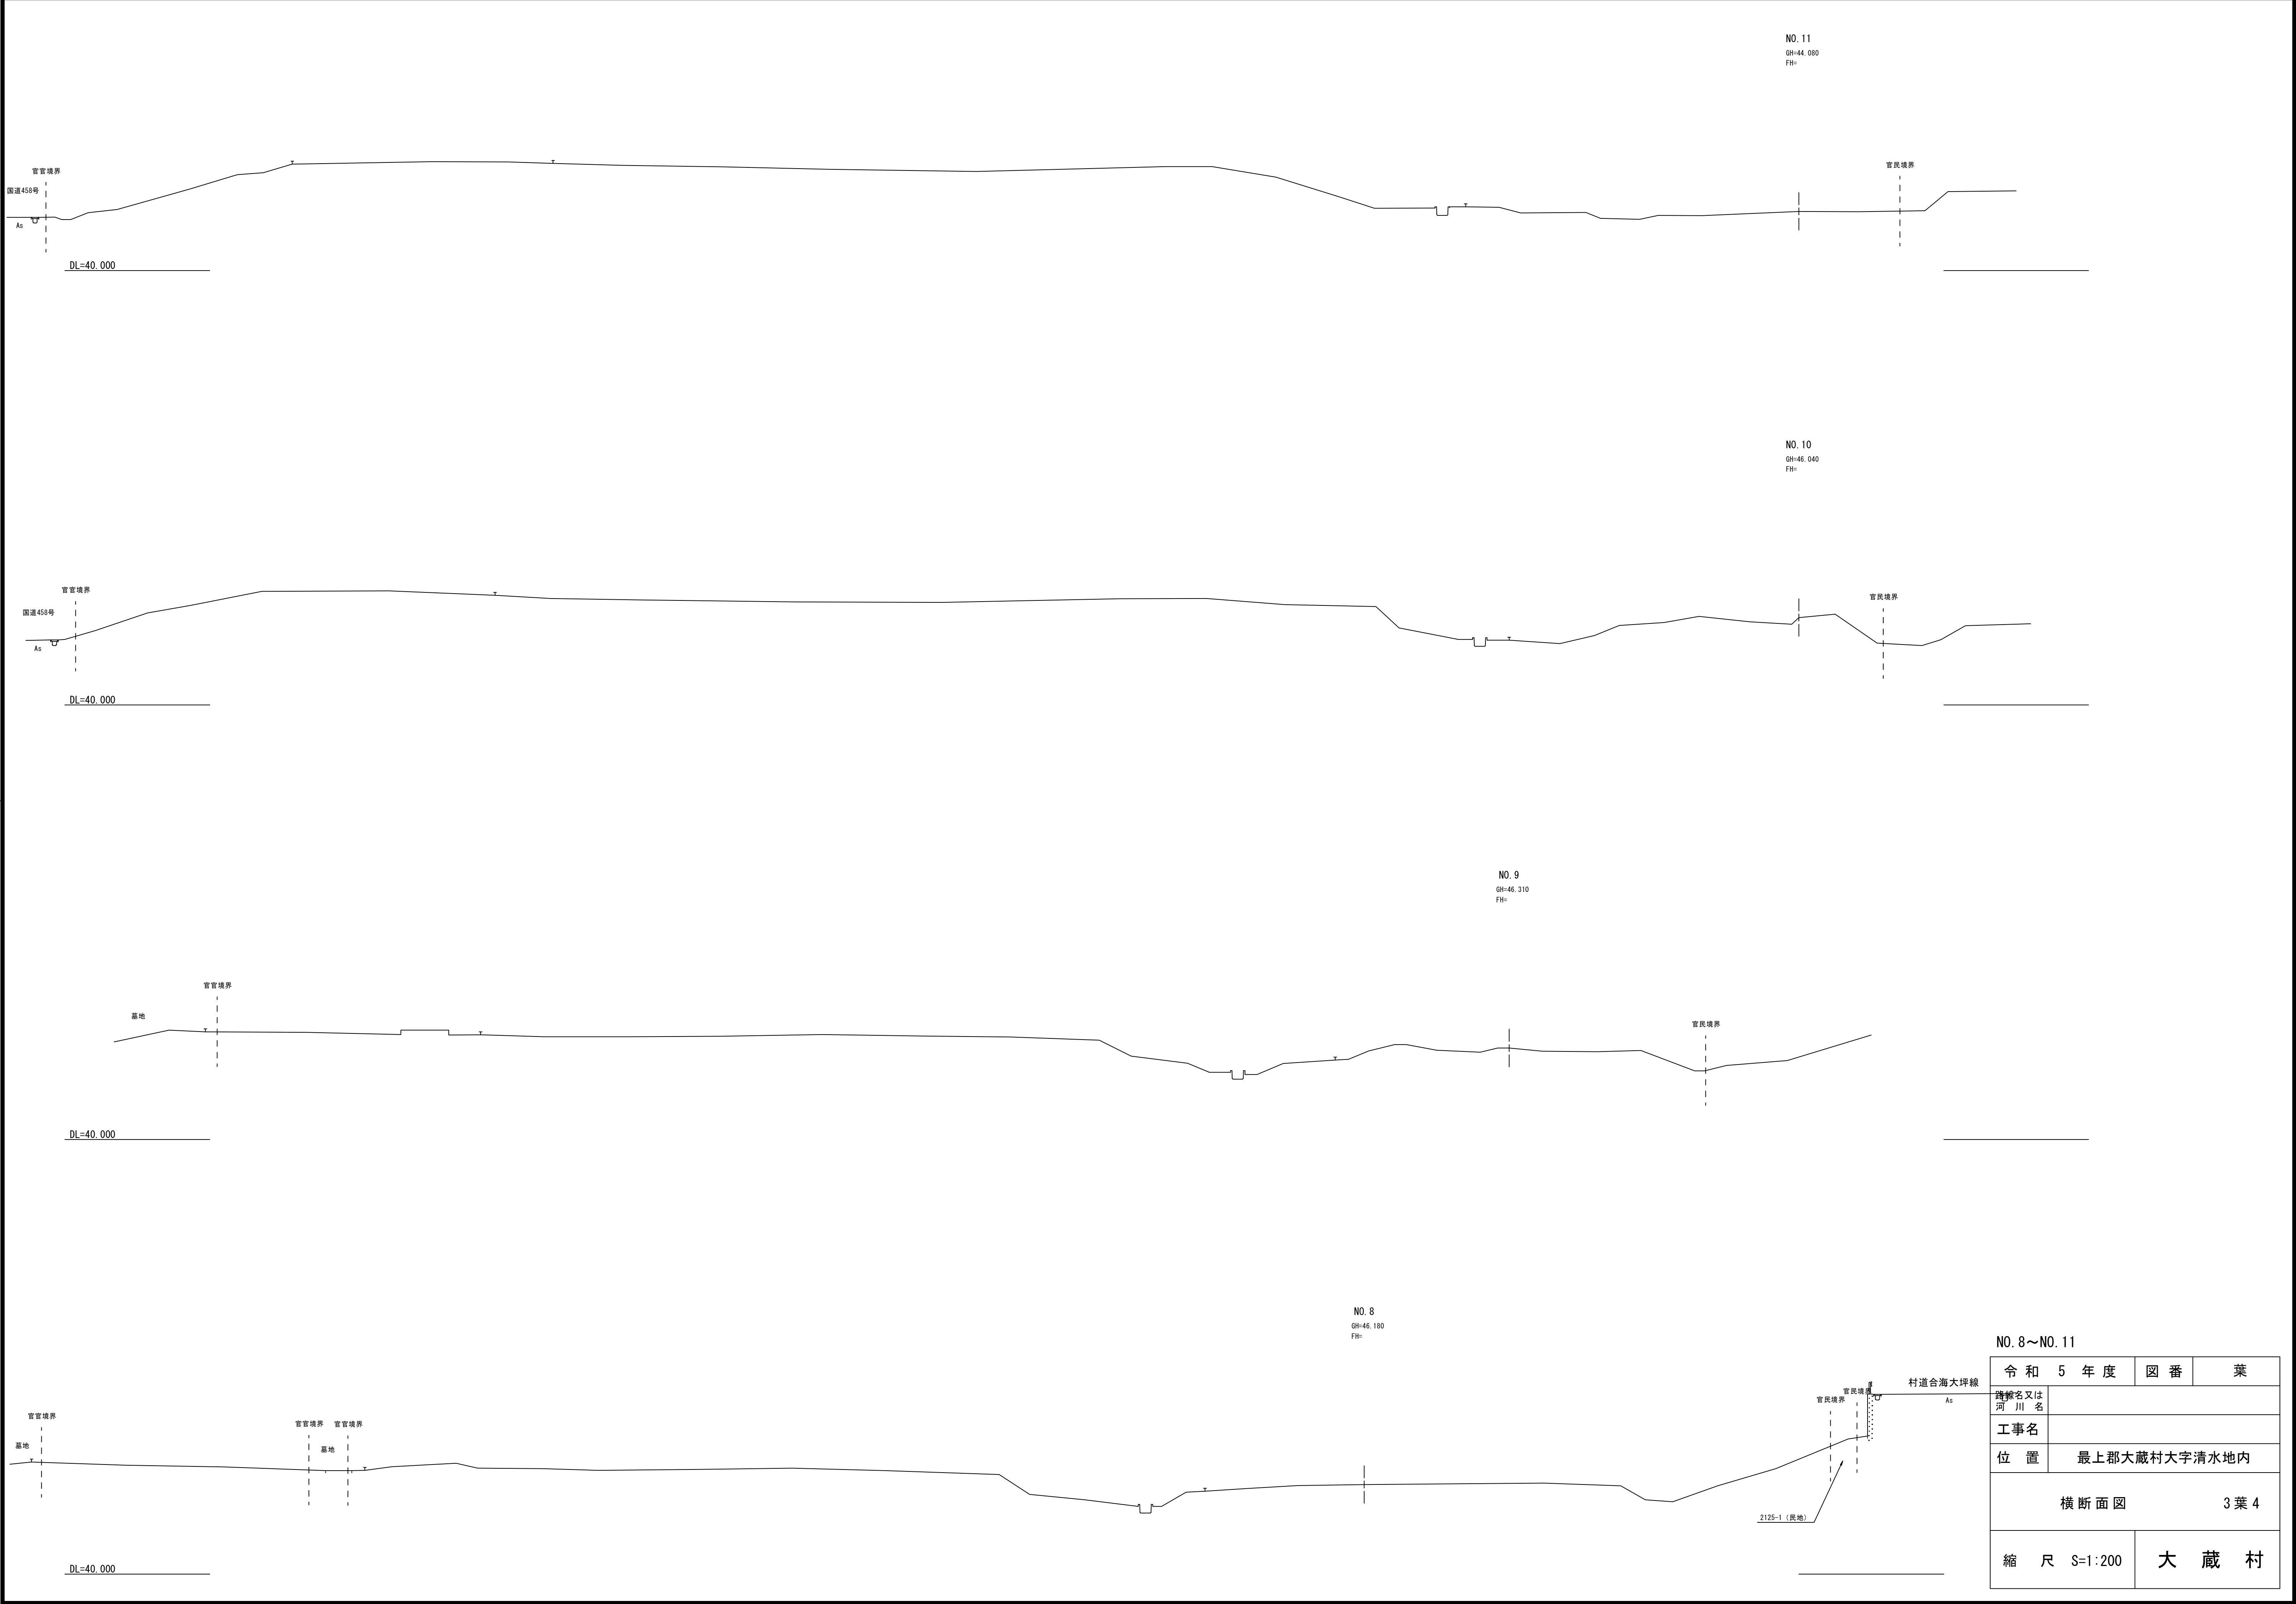 NO.11
GH=44.080
FH=
官官境界
国道458号
As
官民境界
DL=40.000
NO.10
GH=46.040
FH=
官官境界
国道458号
As
官民境界
DL=40.000
NO.9
GH=46.310
FH=
官官境界
墓地
官民境界
DL=40.000
NO.8
GH=46.180
FH=
官官境界
墓地
官官境界
官官境界
墓地
官民境界
官民境界
村道合海大坪線
As
2125-1（民地）
DL=40.000
NO.8～NO.11
令和 5 年度 図番 葉
路線名又は
河川名
工事名
位置 最上郡大蔵村大字清水地内
横断面図 3葉4
縮尺 S=1:200 大蔵村